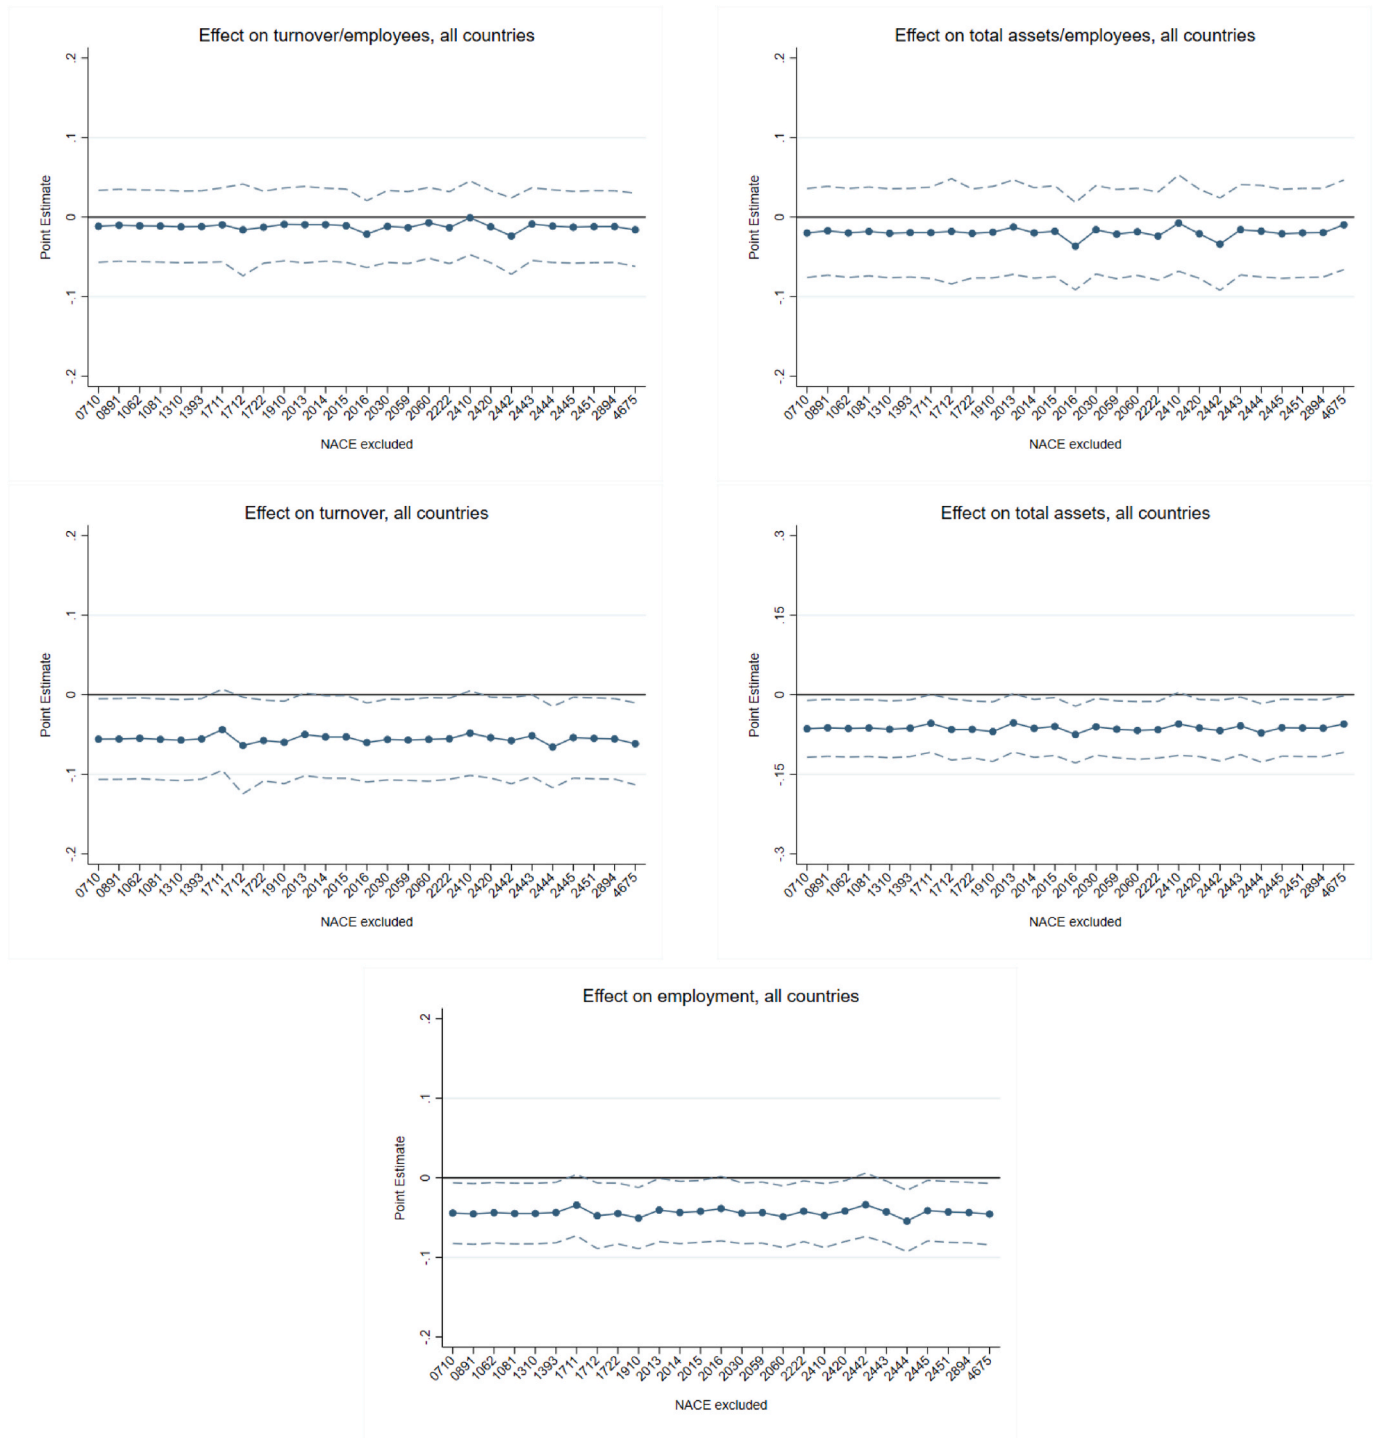 Effect on turnover/employees, all countries
.2
.1
0
-.1
-.2
Point Estimate
0710 0891 1062 1081 1310 1393 1711 1712 1722 1910 2013 2014 2015 2016 2030 2059 2060 2222 2410 2420 2442 2443 2444 2445 2451 2894 4675
NACE excluded
Effect on total assets/employees, all countries
.2
.1
0
-.1
-.2
Point Estimate
0710 0891 1062 1081 1310 1393 1711 1712 1722 1910 2013 2014 2015 2016 2030 2059 2060 2222 2410 2420 2442 2443 2444 2445 2451 2894 4675
NACE excluded
Effect on turnover, all countries
.2
.1
0
-.1
-.2
Point Estimate
0710 0891 1062 1081 1310 1393 1711 1712 1722 1910 2013 2014 2015 2016 2030 2059 2060 2222 2410 2420 2442 2443 2444 2445 2451 2894 4675
NACE excluded
Effect on total assets, all countries
.3
.15
0
-.15
-.3
Point Estimate
0710 0891 1062 1081 1310 1393 1711 1712 1722 1910 2013 2014 2015 2016 2030 2059 2060 2222 2410 2420 2442 2443 2444 2445 2451 2894 4675
NACE excluded
Effect on employment, all countries
.2
.1
0
-.1
-.2
Point Estimate
0710 0891 1062 1081 1310 1393 1711 1712 1722 1910 2013 2014 2015 2016 2030 2059 2060 2222 2410 2420 2442 2443 2444 2445 2451 2894 4675
NACE excluded